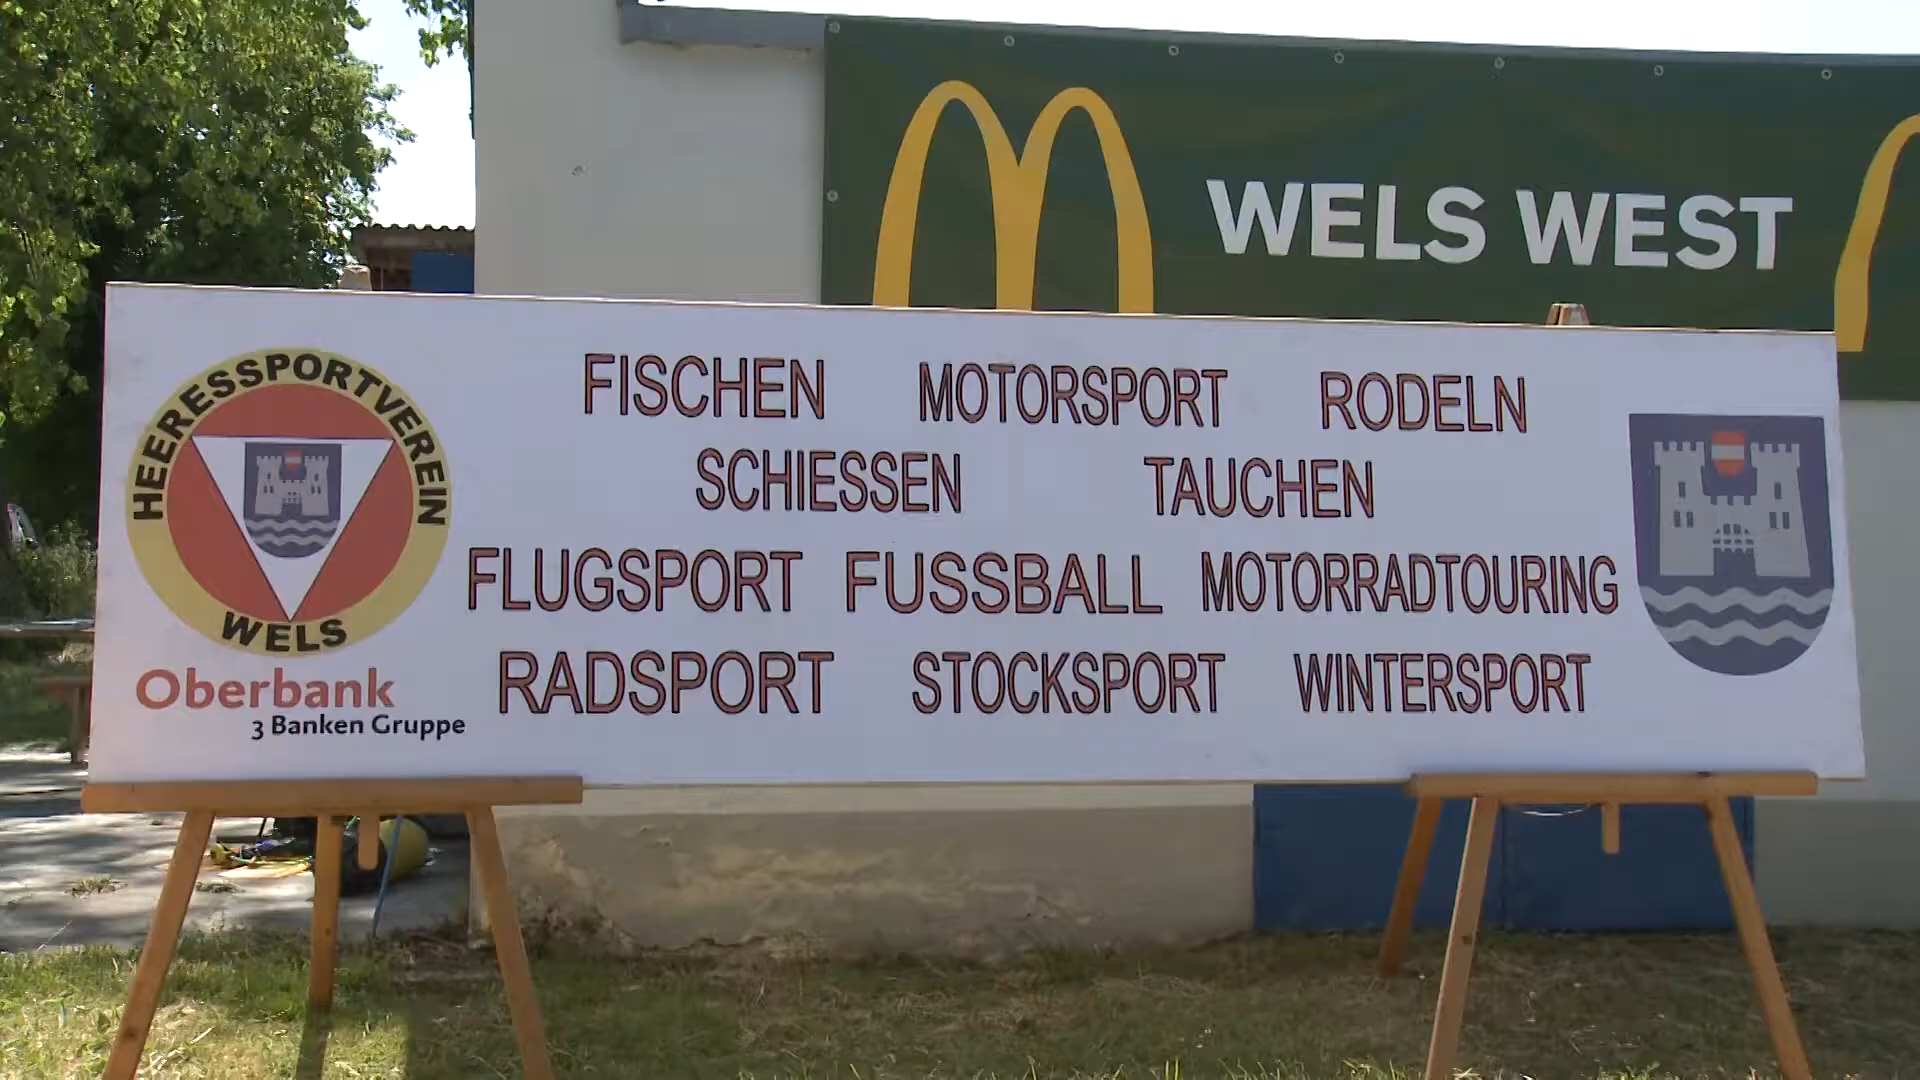 WELS WEST
HEERESSPORTVEREIN
WELS
Oberbank
3 Banken Gruppe
FISCHEN MOTORSPORT RODELN
SCHIESSEN TAUCHEN
FLUGSPORT FUSSBALL MOTORRADTOURING
RADSPORT STOCKSPORT WINTERSPORT